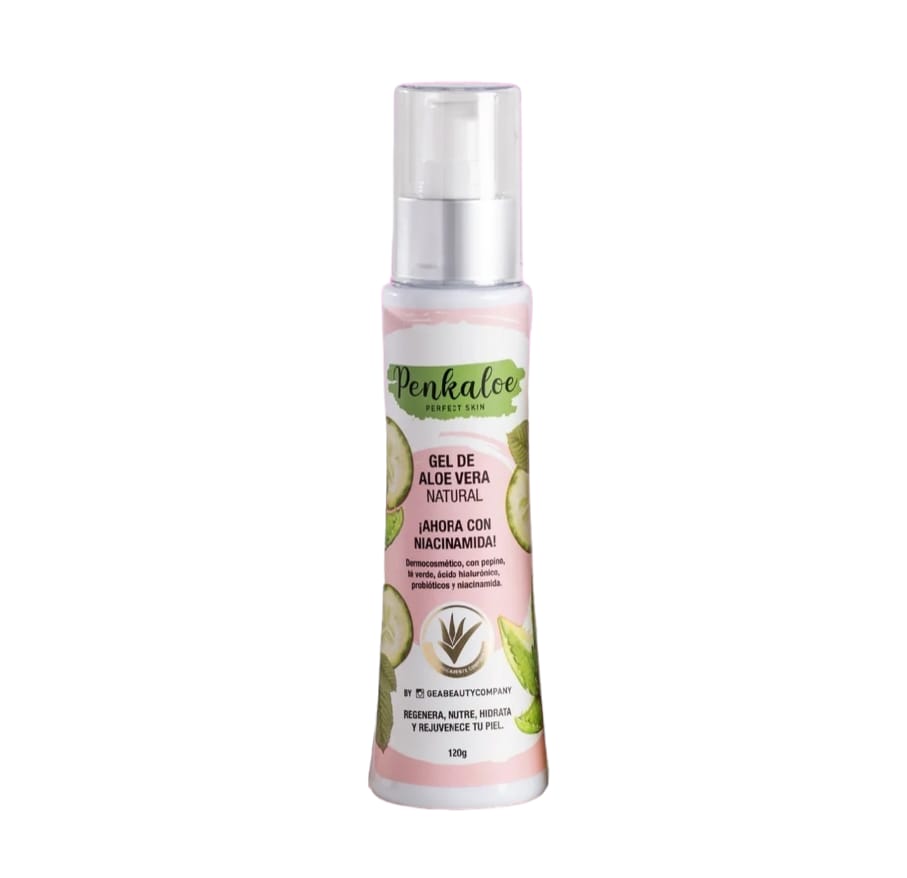 Penkaloe
PERFECT SKIN
GEL DE
ALOE VERA
NATURAL
¡AHORA CON
NIACINAMIDA!
Dermocosmético, con pepino,
té verde, ácido hialurónico,
probióticos y niacinamida.
BY GEABEAUTYCOMPANY
REGENERA, NUTRE, HIDRATA
Y REJUVENECE TU PIEL.
120g